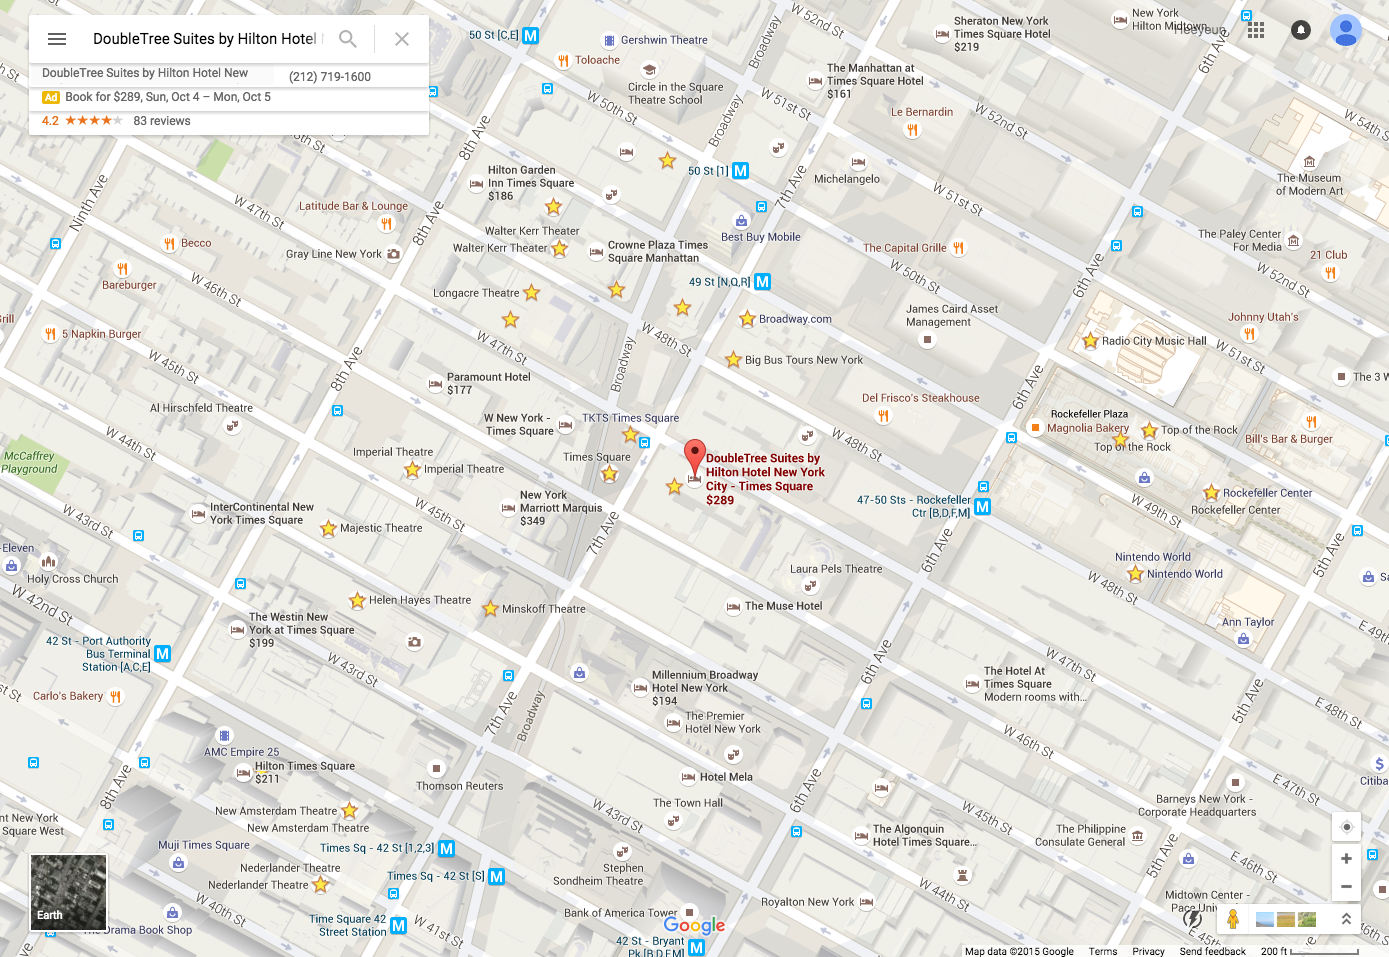 DoubleTree Suites by Hilton Hotel
DoubleTree Suites by Hilton Hotel New
(212) 719-1600
Ad Book for $289, Sun, Oct 4 – Mon, Oct 5
4.2 ★★★★★ 83 reviews
50 St [C,E]
Gershwin Theatre
Toloache
Circle in the Square
Theatre School
Broadway
Sheraton New York
Times Square Hotel
$219
New York
Hilton Midtown
The Manhattan at
Times Square Hotel
$161
Le Bernardin
6th Ave
W 54th St
W 52nd St
The Museum
of Modern Art
W 50th St
Broadway
8th Ave
50 St [1]
Michelangelo
7th Ave
W 51st St
Hilton Garden
Inn Times Square
$186
Ninth Ave
W 47th St
Latitude Bar & Lounge
8th Ave
Walter Kerr Theater
Walter Kerr Theater
Crowne Plaza Times
Square Manhattan
Best Buy Mobile
The Capital Grille
The Paley Center
For Media
21 Club
Becco
Gray Line New York
Bareburger
W 46th St
49 St [N,Q,R]
W 50th St
6th Ave
W 52nd St
Longacre Theatre
Grill
5 Napkin Burger
Broadway.com
James Caird Asset
Management
Johnny Utah's
W 51st St
W 48th St
W 47th St
Radio City Music Hall
Big Bus Tours New York
W 45th St
8th Ave
Broadway
Paramount Hotel
$177
The 3 W
6th Ave
Del Frisco's Steakhouse
Al Hirschfeld Theatre
W New York -
Times Square
TKTS Times Square
Rockefeller Plaza
Magnolia Bakery
Top of the Rock
Top of the Rock
Bill's Bar & Burger
W 44th St
W 48th St
McCaffrey
Playground
Imperial Theatre
Imperial Theatre
Times Square
DoubleTree Suites by
Hilton Hotel New York
City - Times Square
$289
47-50 Sts - Rockefeller
Ctr [B,D,F,M]
Rockefeller Center
Rockefeller Center
W 49th St
InterContinental New
York Times Square
New York
Marriott Marquis
$349
Majestic Theatre
W 43rd St
7th Ave
6th Ave
5th Ave
-Eleven
Holy Cross Church
Laura Pels Theatre
Nintendo World
Nintendo World
W 48th St
Sa
W 42nd St
Helen Hayes Theatre
Minskoff Theatre
The Muse Hotel
The Westin New
York at Times Square
$199
Ann Taylor
E 49th St
42 St - Port Authority
Bus Terminal
Station [A,C,E]
W 43rd St
6th Ave
W 47th St
Millennium Broadway
Hotel New York
$194
The Hotel At
Times Square
Modern rooms with...
Carlo's Bakery
7th Ave
Broadway
The Premier
Hotel New York
5th Ave
E 48th St
W 46th St
AMC Empire 25
Hilton Times Square
$211
Thomson Reuters
Hotel Mela
8th Ave
6th Ave
E 47th St
Citiba
The Town Hall
W 43rd St
Barneys New York -
Corporate Headquarters
New Amsterdam Theatre
New Amsterdam Theatre
nt New York
Square West
The Algonquin
Hotel Times Square...
The Philippine
Consulate General
Muji Times Square
Times Sq - 42 St [1,2,3]
W 44th St
5th Ave
E 46th St
Nederlander Theatre
Nederlander Theatre
Times Sq - 42 St [S]
Stephen
Sondheim Theatre
Royalton New York
Midtown Center -
Pace Univ
W 45th St
E 45th St
Earth
W 41st St
Drama Book Shop
Time Square 42
Street Station
Bank of America Tower
Google
42 St - Bryant
Pk [B,D,F,M]
Map data ©2015 Google Terms Privacy Send feedback 200 ft